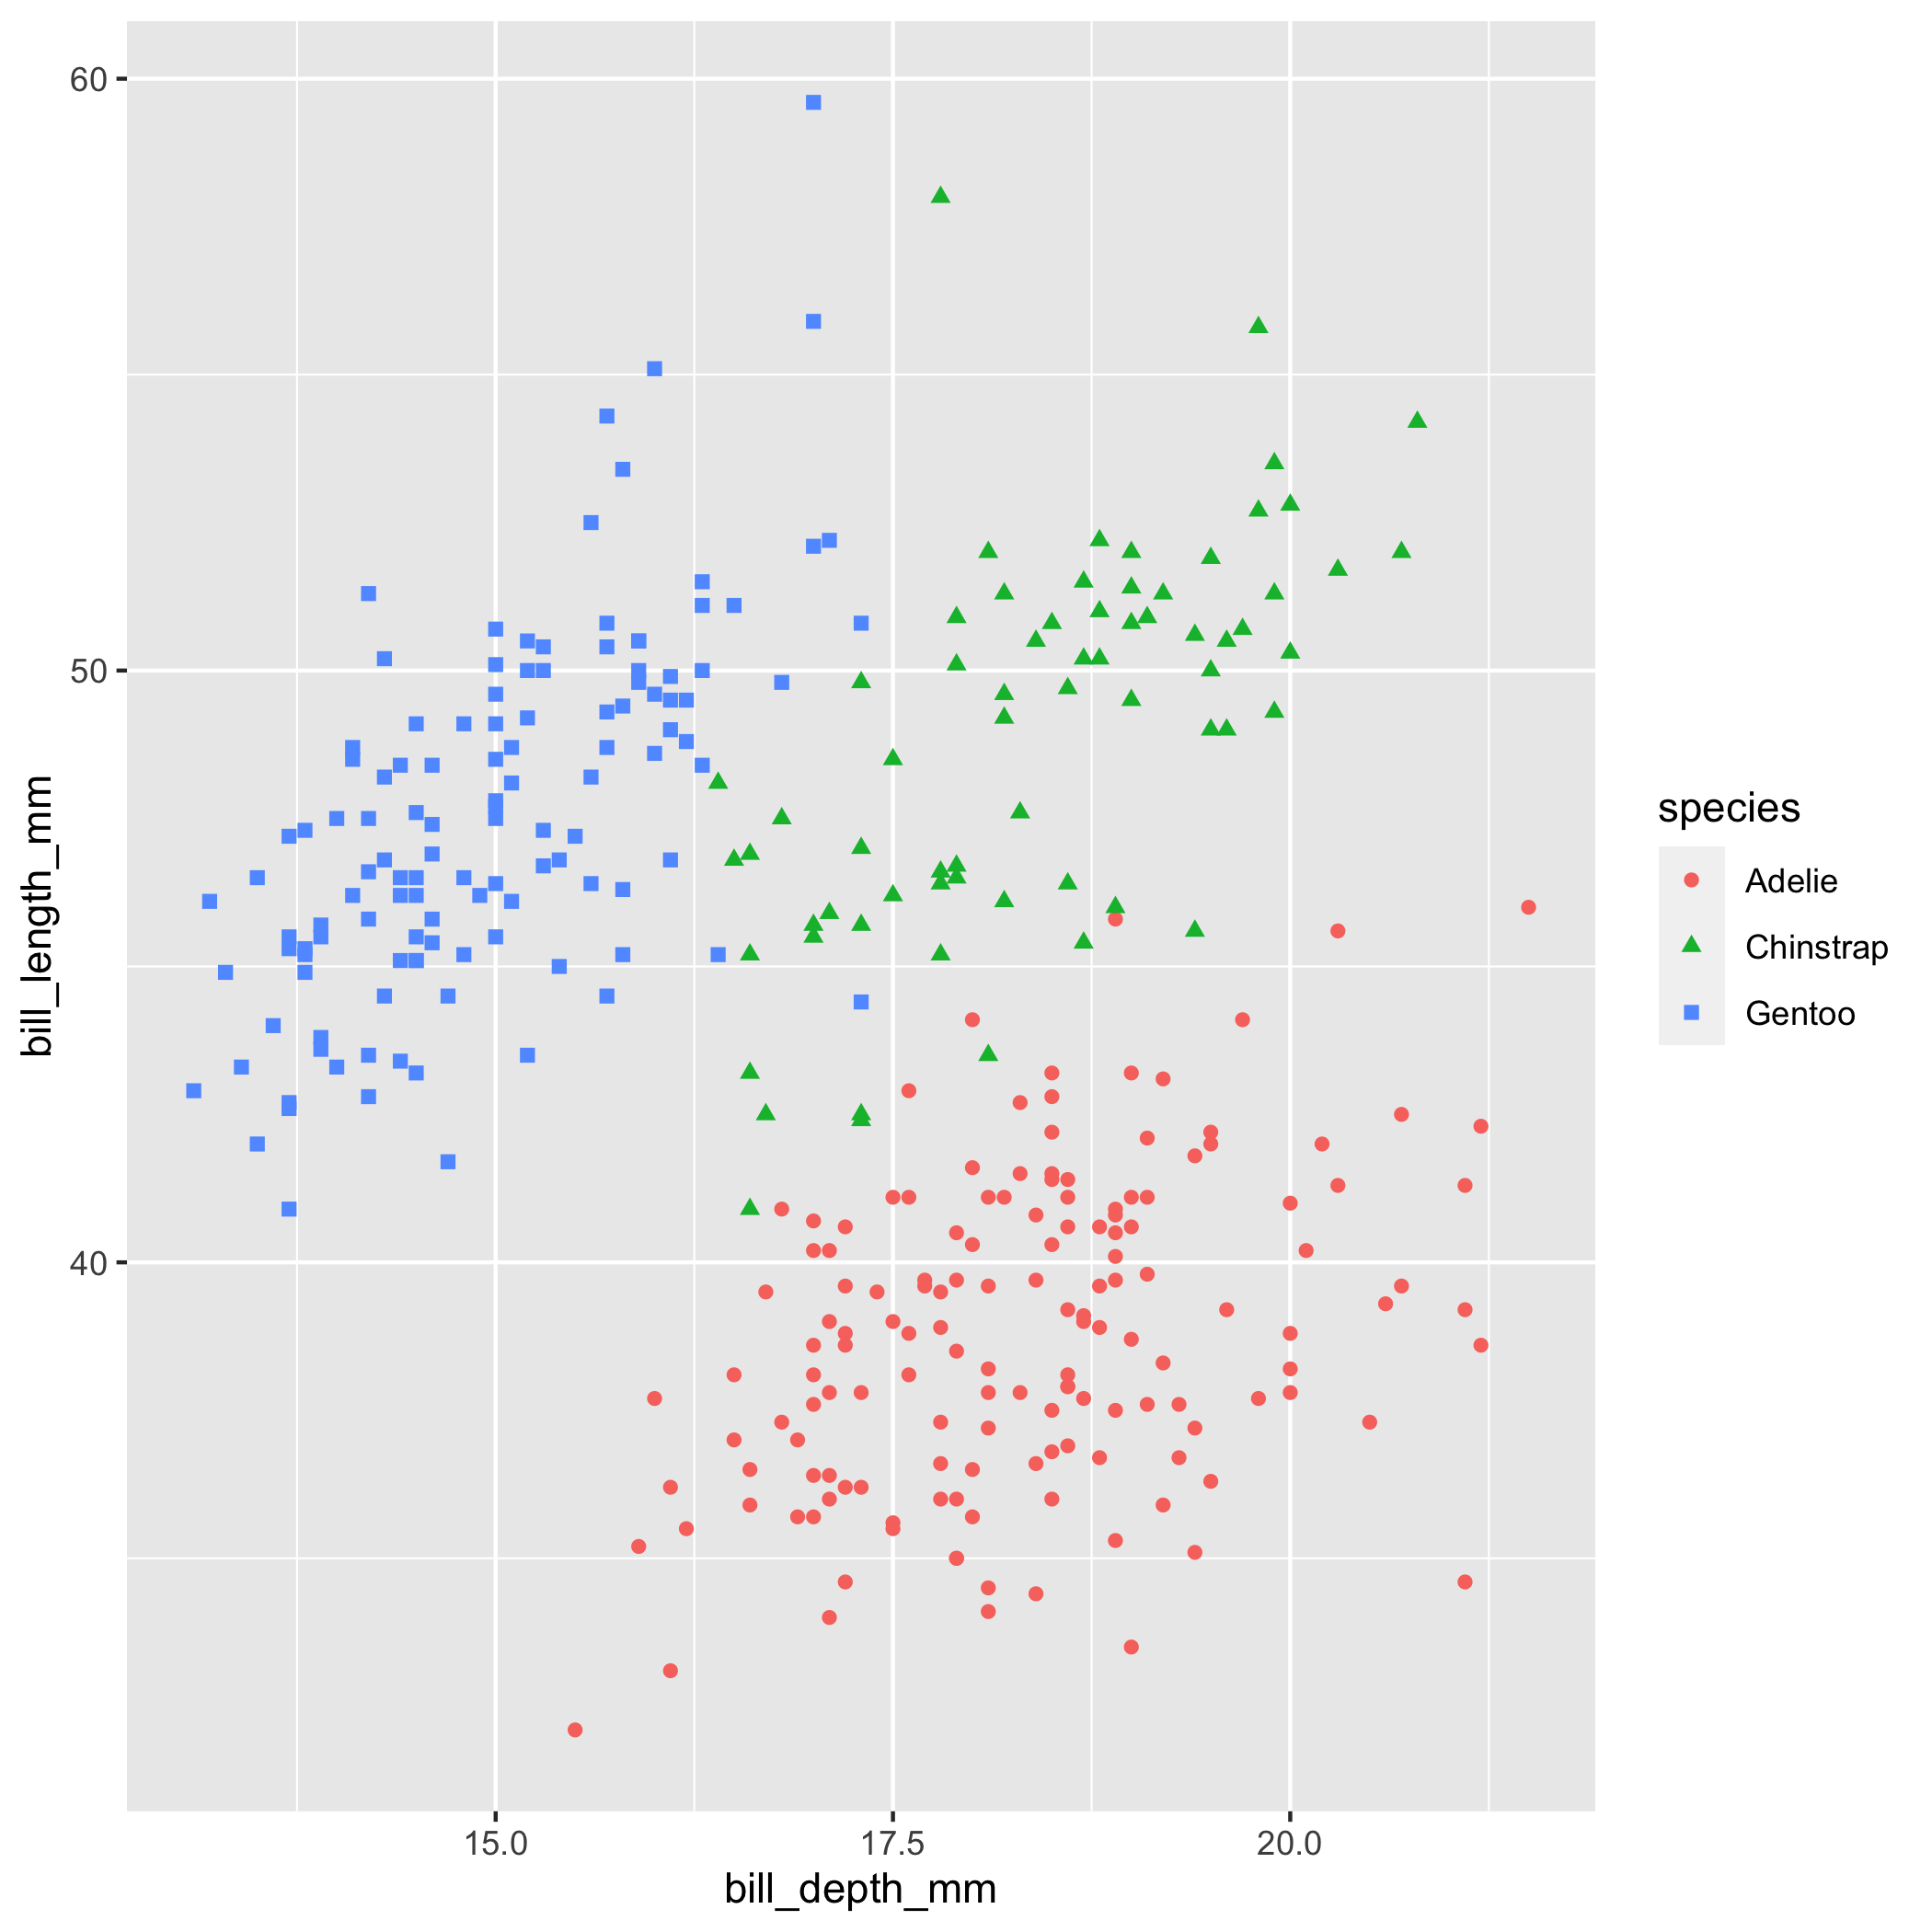 60
50
40
bill_length_mm
15.0
17.5
20.0
bill_depth_mm
species
Adelie
Chinstrap
Gentoo